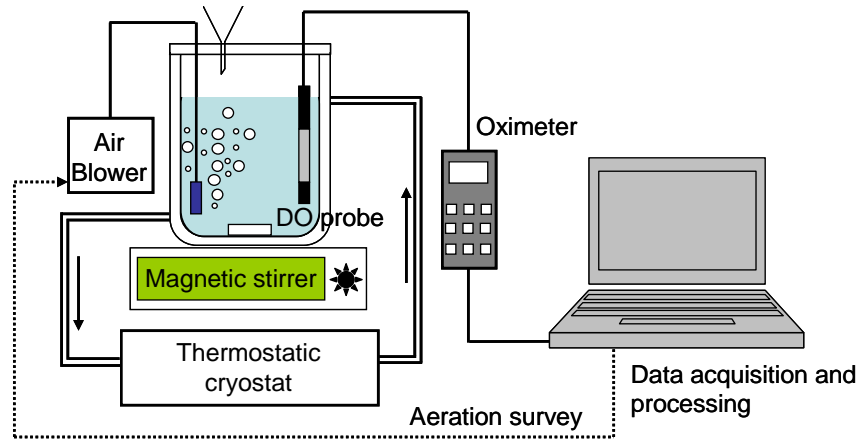 Air
Blower
Oximeter
DO probe
Magnetic stirrer
Thermostatic
cryostat
Data acquisition and
processing
Aeration survey